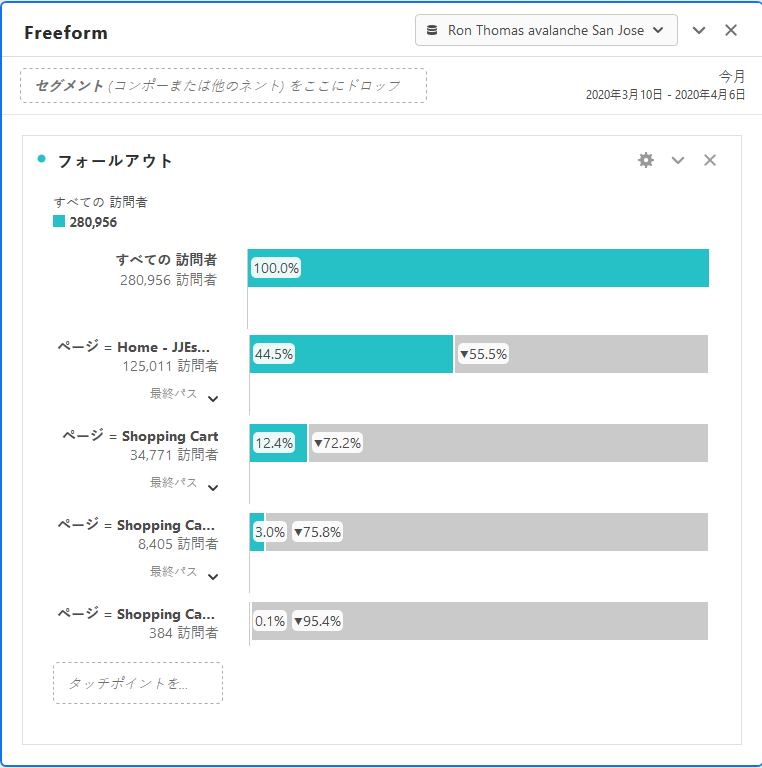 Freeform
Ron Thomas avalanche San Jose
セグメント (コンポーまたは他のネント) をここにドロップ
今月
2020年3月10日 - 2020年4月6日
フォールアウト
すべての 訪問者
280,956
すべての 訪問者
280,956 訪問者
100.0%
ページ = Home - JJEs...
125,011 訪問者
最終パス
44.5%
▼55.5%
ページ = Shopping Cart
34,771 訪問者
最終パス
12.4%
▼72.2%
ページ = Shopping Ca...
8,405 訪問者
最終パス
3.0%
▼75.8%
ページ = Shopping Ca...
384 訪問者
0.1%
▼95.4%
タッチポイントを...